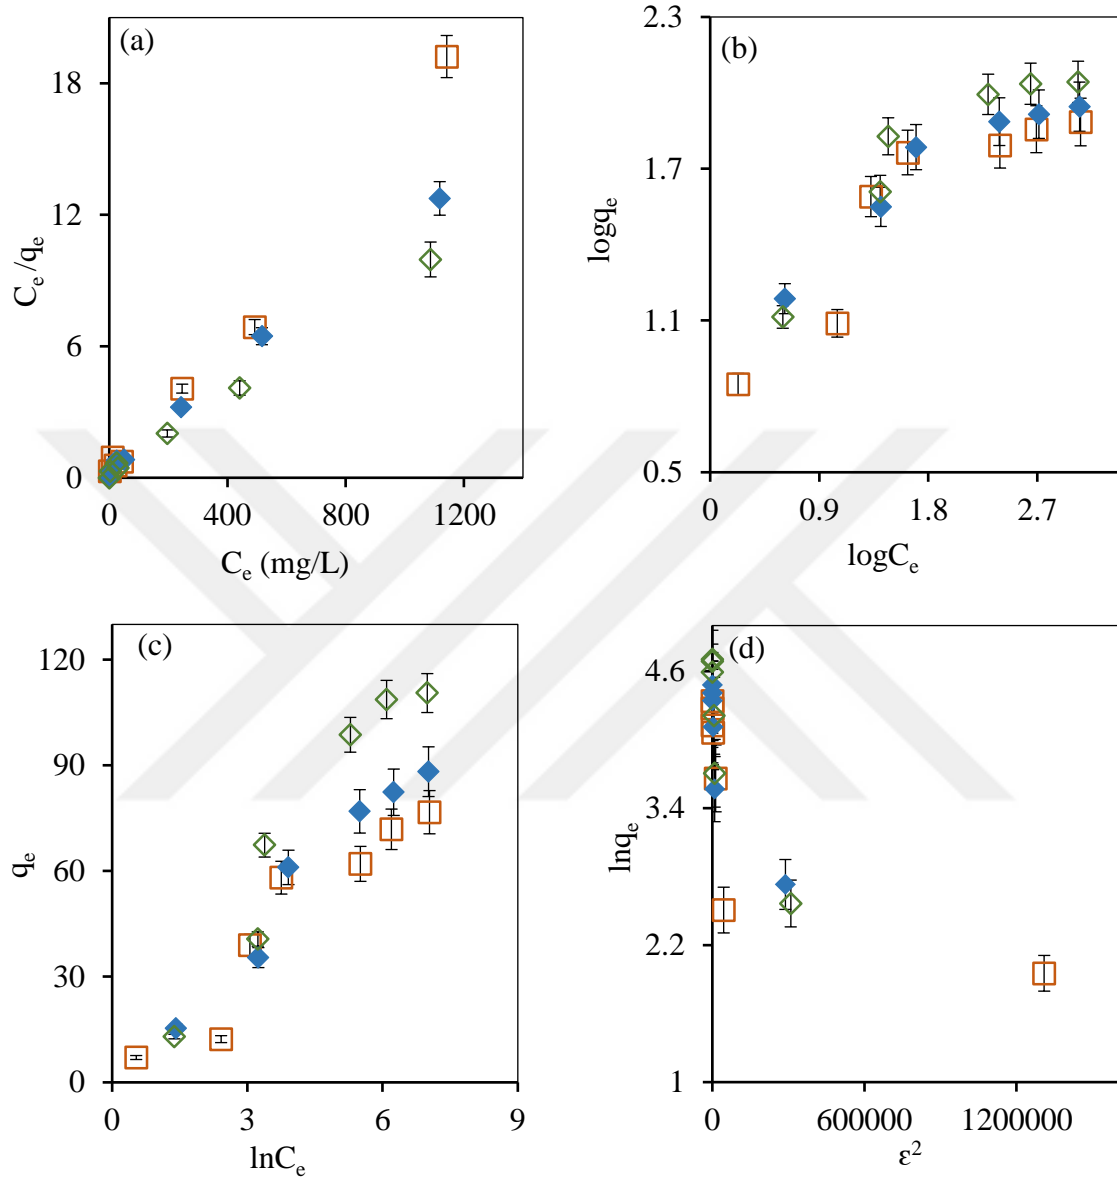 (a)
18
12
6
0
C_e /q_e
0 400 800 1200
C_e (mg/L)
(b)
2.3
1.7
1.1
0.5
logq_e
0 0.9 1.8 2.7
logC_e
(c)
120
90
60
30
0
q_e
0 3 6 9
lnC_e
(d)
4.6
3.4
2.2
1
lnq_e
0 600000 1200000
ε²